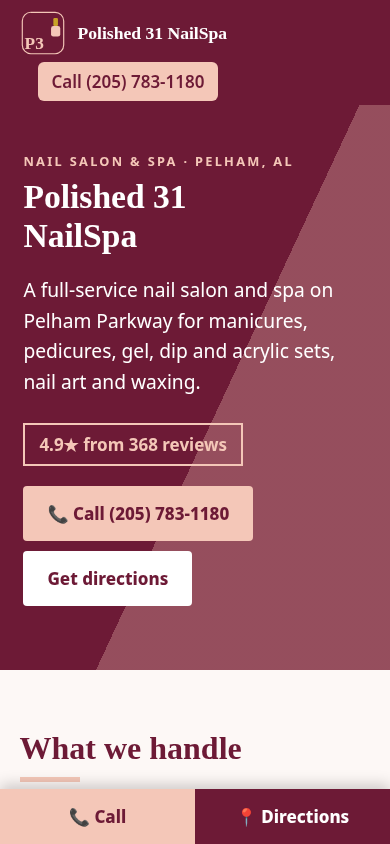 P3
Polished 31 NailSpa
Call (205) 783-1180
NAIL SALON & SPA · PELHAM, AL
Polished 31
NailSpa
A full-service nail salon and spa on
Pelham Parkway for manicures,
pedicures, gel, dip and acrylic sets,
nail art and waxing.
4.9★ from 368 reviews
📞 Call (205) 783-1180
Get directions
What we handle
📞 Call
📍 Directions